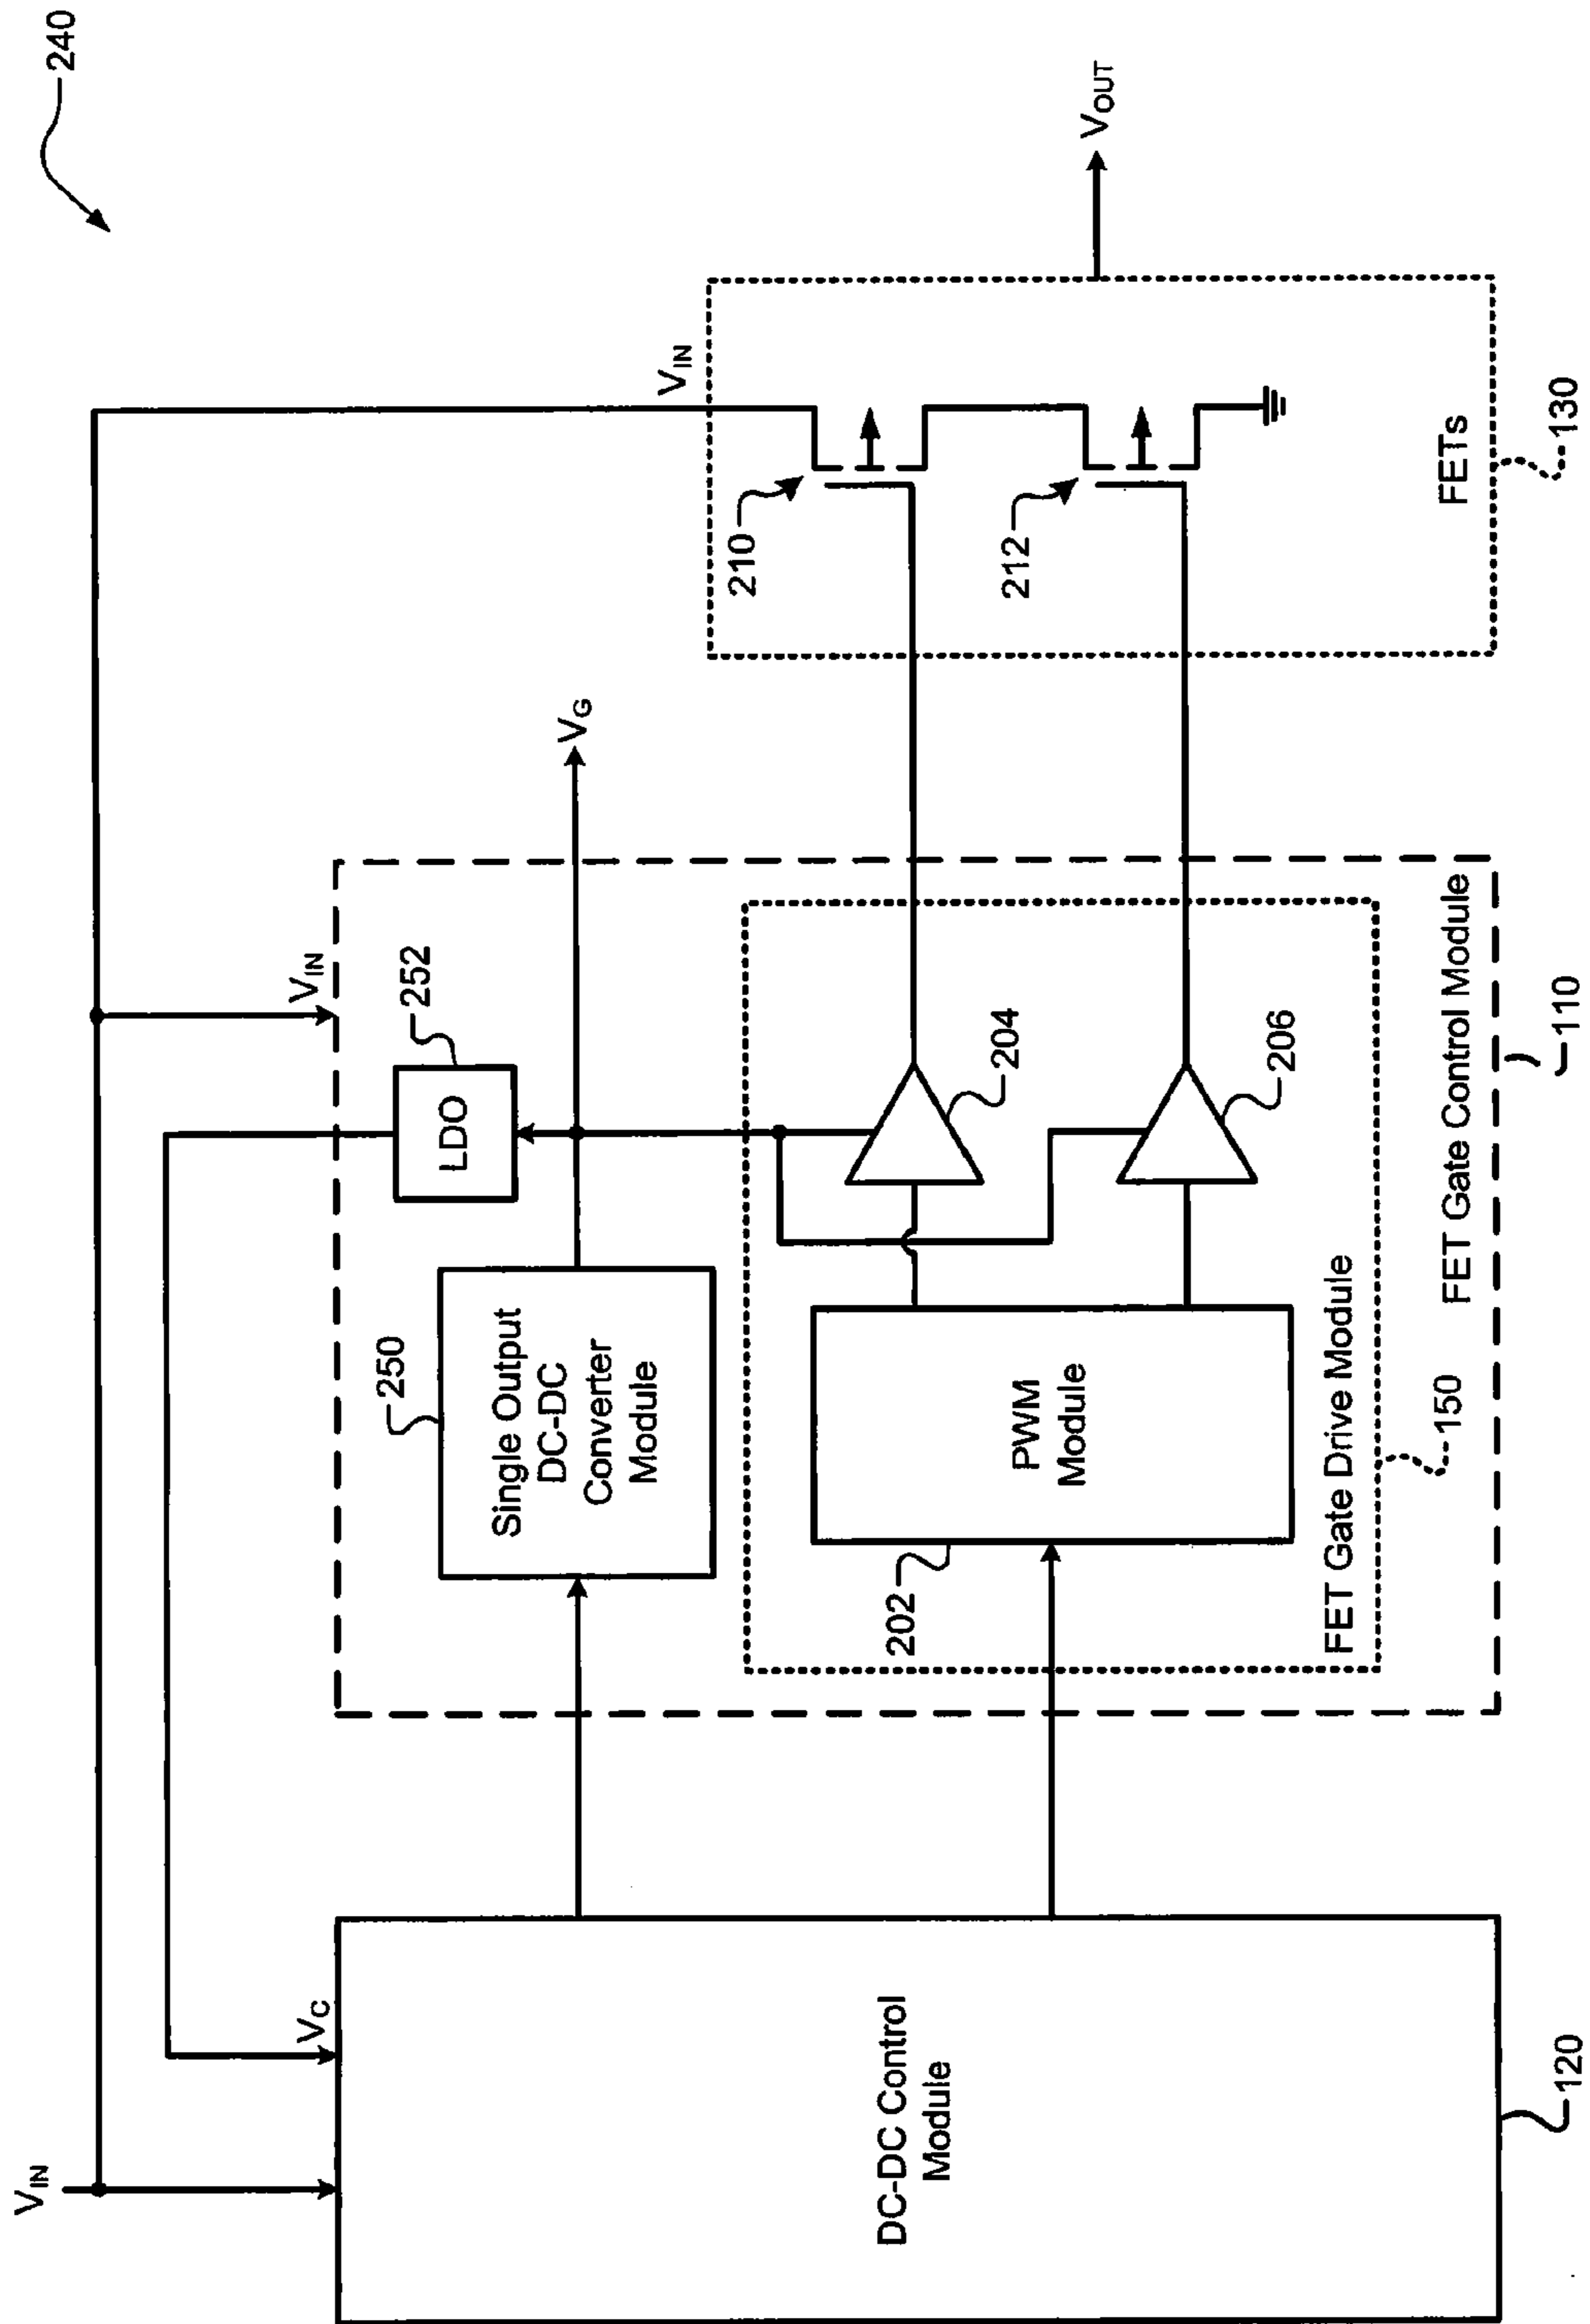 240
VIN
VIN
VIN
VC
LDO
252
VG
VOUT
250
Single Output
DC-DC
Converter
Module
210
212
FETs
130
DC-DC Control
Module
120
202
PWM
Module
204
206
FET Gate Drive Module
150
FET Gate Control Module
110